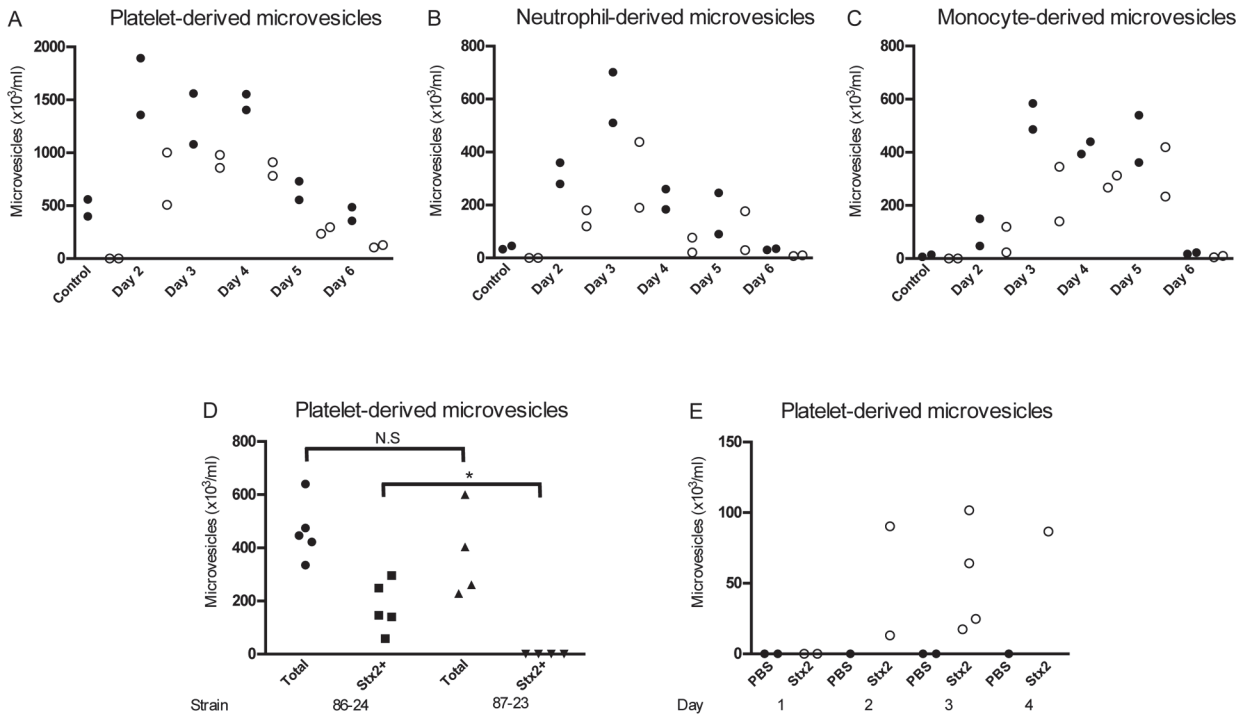 A Platelet-derived microvesicles
Microvesicles (x10³/ml)
2000
1500
1000
500
0
Control Day 2 Day 3 Day 4 Day 5 Day 6
B Neutrophil-derived microvesicles
Microvesicles (x10³/ml)
800
600
400
200
0
Control Day 2 Day 3 Day 4 Day 5 Day 6
C Monocyte-derived microvesicles
Microvesicles (x10³/ml)
800
600
400
200
0
Control Day 2 Day 3 Day 4 Day 5 Day 6
D Platelet-derived microvesicles
Microvesicles (x10³/ml)
800
600
400
200
0
N.S
*
Total Stx2+ Total Stx2+
Strain 86-24 87-23
E Platelet-derived microvesicles
Microvesicles (x10³/ml)
150
100
50
0
PBS Stx2 PBS Stx2 PBS Stx2 PBS Stx2
Day 1 2 3 4